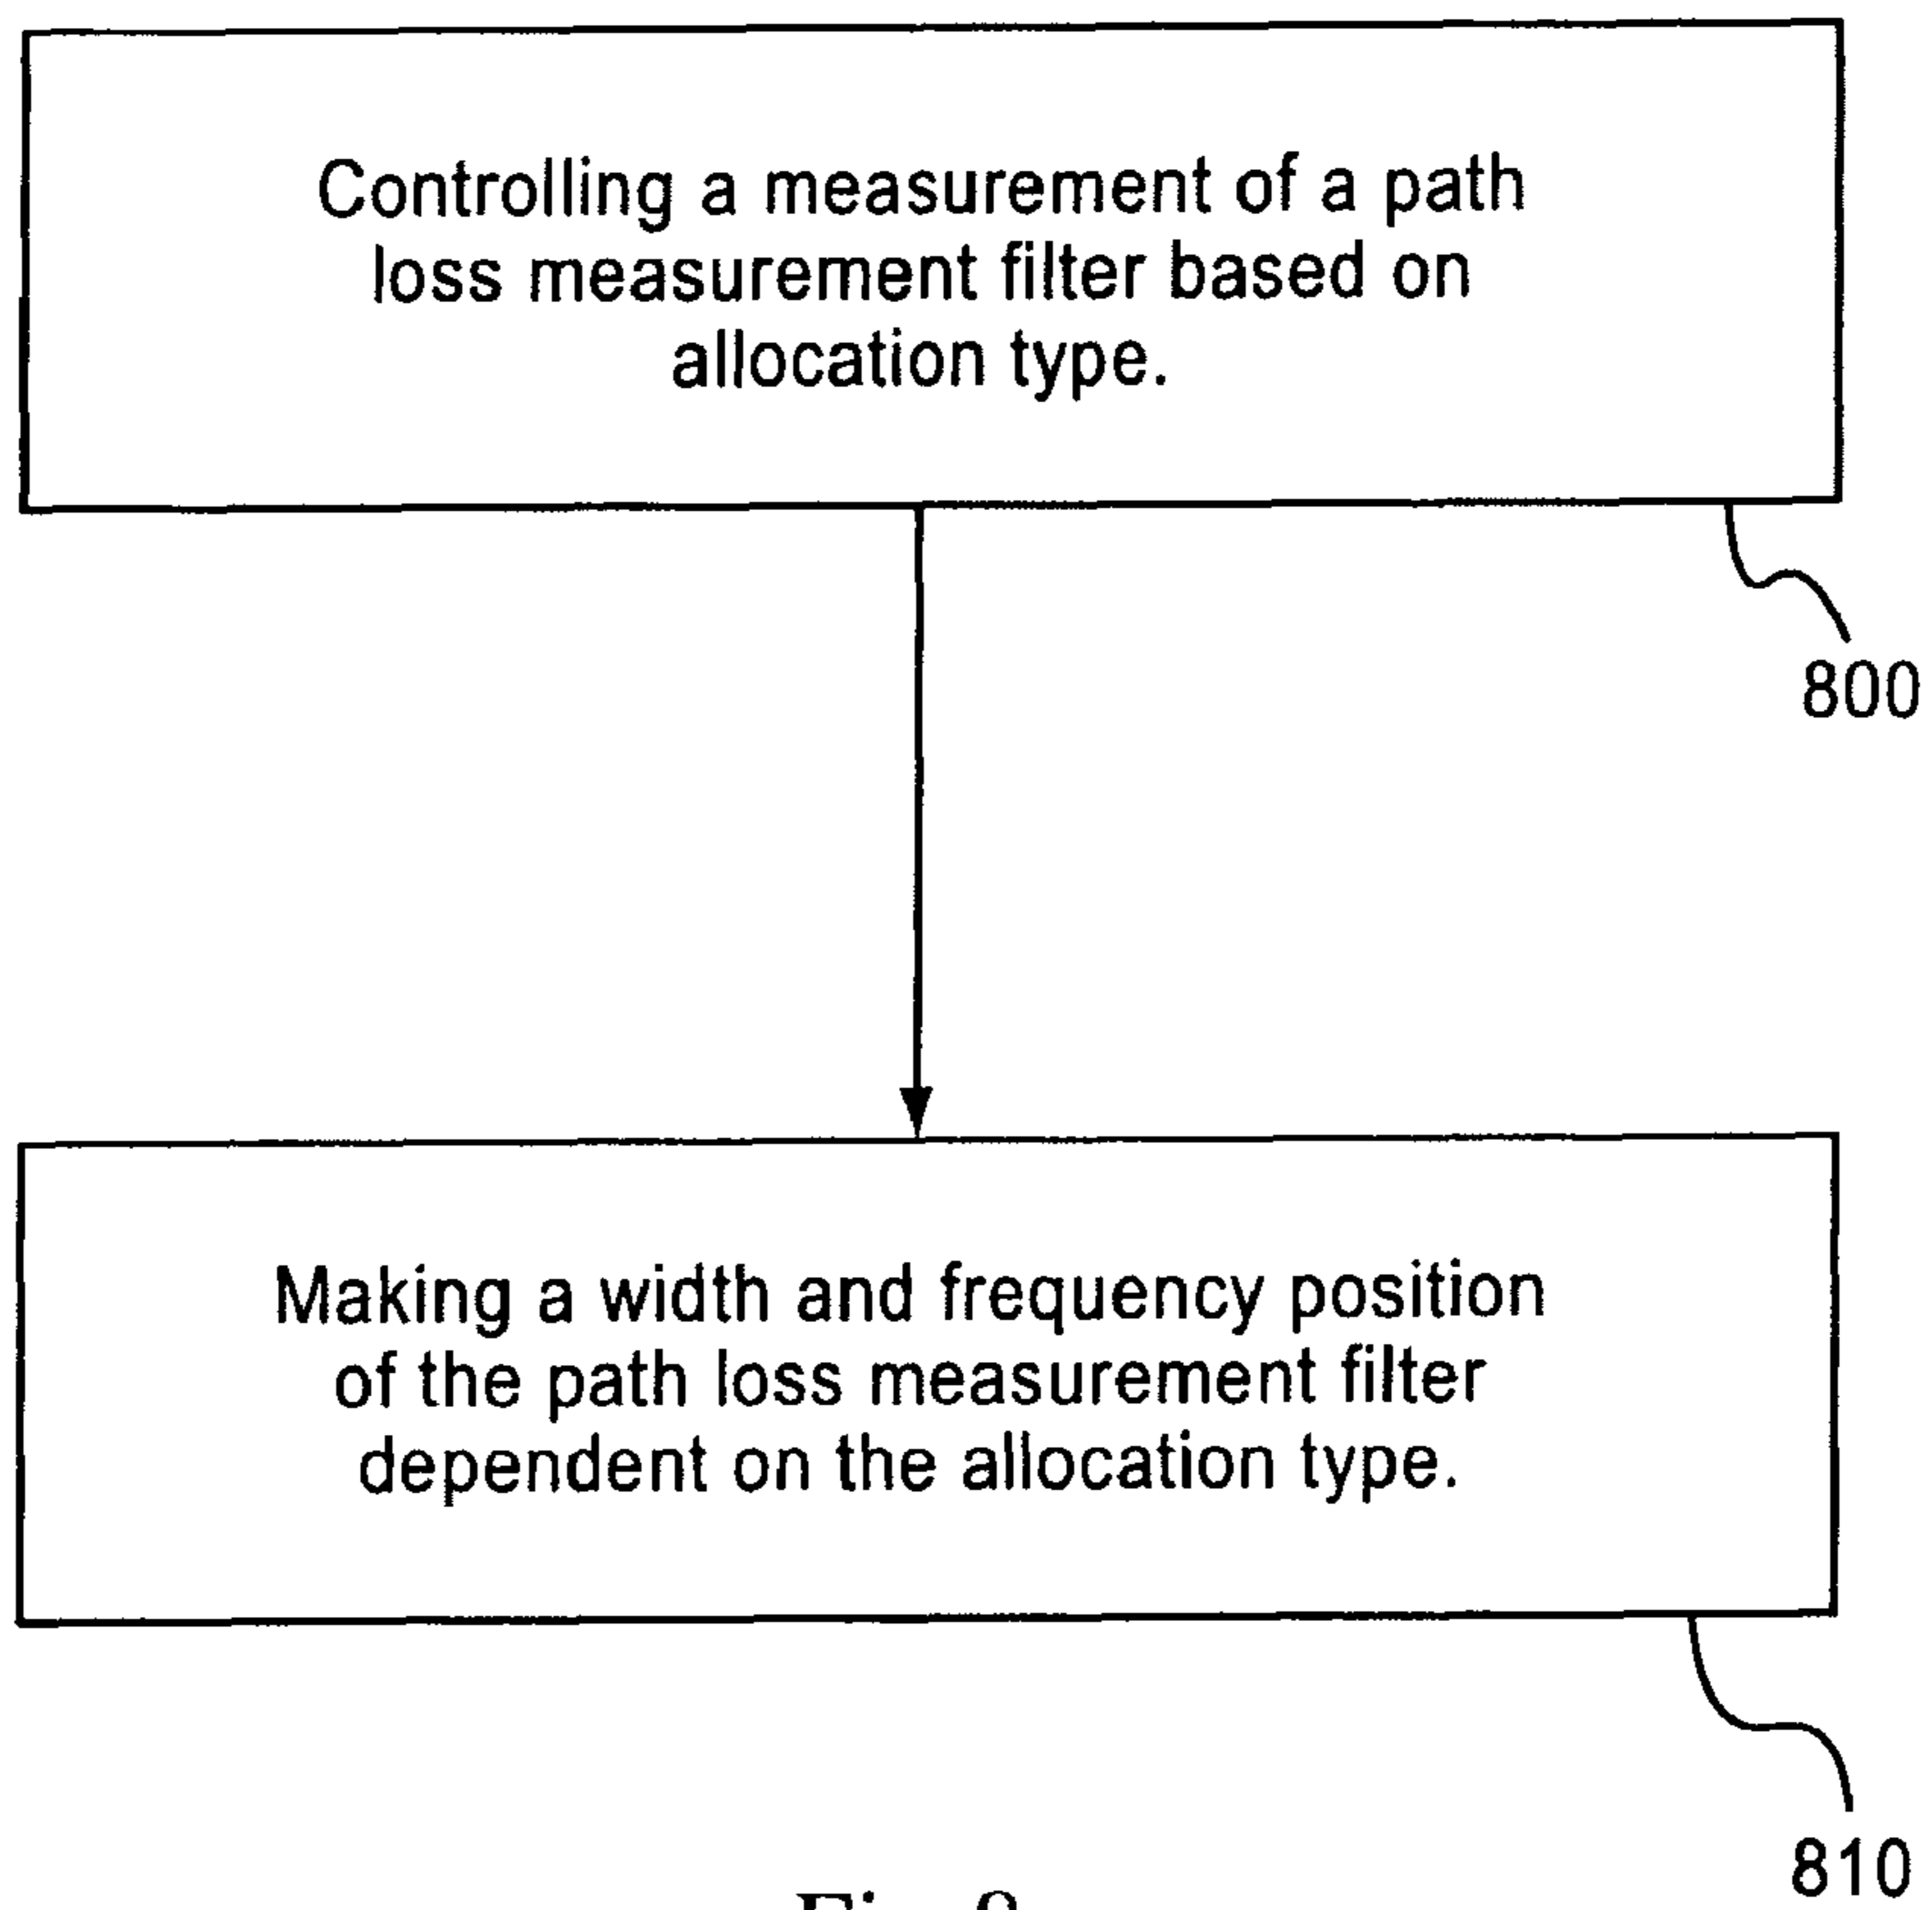 Controlling a measurement of a path
loss measurement filter based on
allocation type.
800
Making a width and frequency position
of the path loss measurement filter
dependent on the allocation type.
810